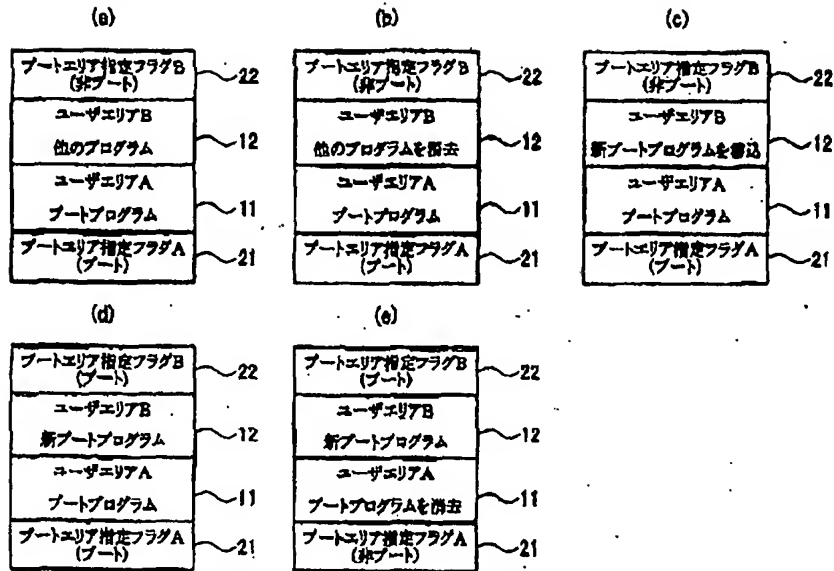 (a)
ブートエリア指定フラグB
(非ブート)
22
ユーザエリアB
他のプログラム
12
ユーザエリアA
ブートプログラム
11
ブートエリア指定フラグA
(ブート)
21
(b)
ブートエリア指定フラグB
(非ブート)
22
ユーザエリアB
他のプログラムを消去
12
ユーザエリアA
ブートプログラム
11
ブートエリア指定フラグA
(ブート)
21
(c)
ブートエリア指定フラグB
(非ブート)
22
ユーザエリアB
新ブートプログラムを書込
12
ユーザエリアA
ブートプログラム
11
ブートエリア指定フラグA
(ブート)
21
(d)
ブートエリア指定フラグB
(ブート)
22
ユーザエリアB
新ブートプログラム
12
ユーザエリアA
ブートプログラム
11
ブートエリア指定フラグA
(ブート)
21
(e)
ブートエリア指定フラグB
(ブート)
22
ユーザエリアB
新ブートプログラム
12
ユーザエリアA
ブートプログラムを消去
11
ブートエリア指定フラグA
(非ブート)
21